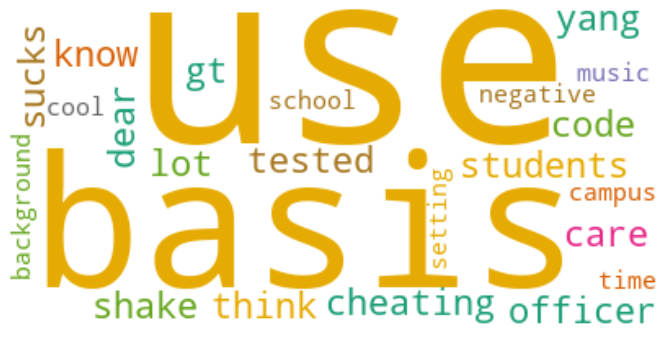 use
yang
sucks
know
gt
music
cool
school
negative
dear
code
lot
tested
students
background
basis
setting
campus
care
time
shake
think
cheating
officer